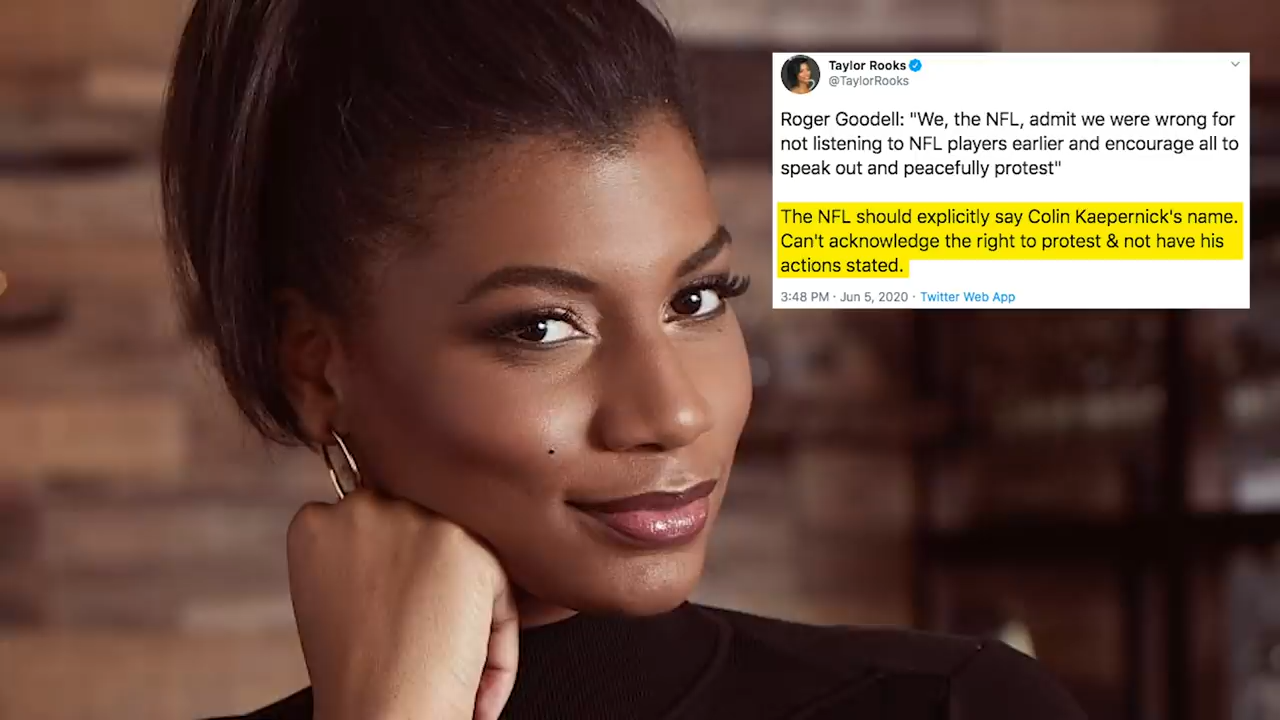 Taylor Rooks
@TaylorRooks
Roger Goodell: "We, the NFL, admit we were wrong for
not listening to NFL players earlier and encourage all to
speak out and peacefully protest"
The NFL should explicitly say Colin Kaepernick's name.
Can't acknowledge the right to protest & not have his
actions stated.
3:48 PM · Jun 5, 2020 · Twitter Web App